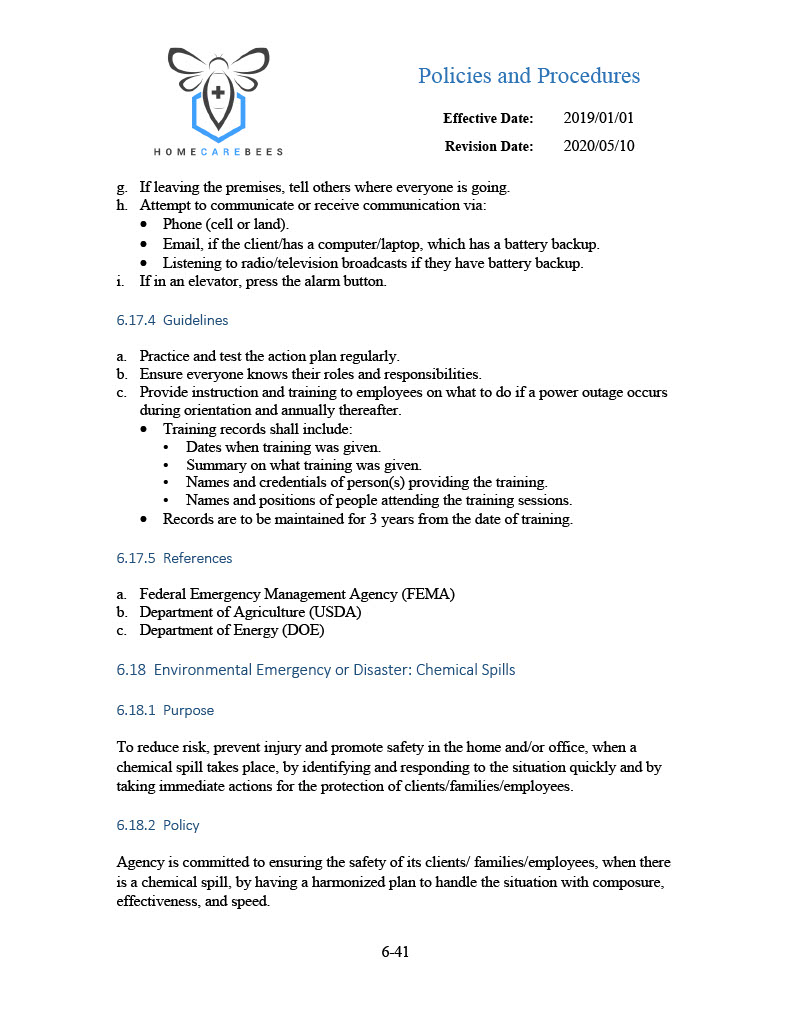 Policies and Procedures
Effective Date: 2019/01/01
Revision Date: 2020/05/10
HOMECAREBEES
g. If leaving the premises, tell others where everyone is going.
h. Attempt to communicate or receive communication via:
• Phone (cell or land).
• Email, if the client/has a computer/laptop, which has a battery backup.
• Listening to radio/television broadcasts if they have battery backup.
i. If in an elevator, press the alarm button.
6.17.4 Guidelines
a. Practice and test the action plan regularly.
b. Ensure everyone knows their roles and responsibilities.
c. Provide instruction and training to employees on what to do if a power outage occurs
during orientation and annually thereafter.
• Training records shall include:
• Dates when training was given.
• Summary on what training was given.
• Names and credentials of person(s) providing the training.
• Names and positions of people attending the training sessions.
• Records are to be maintained for 3 years from the date of training.
6.17.5 References
a. Federal Emergency Management Agency (FEMA)
b. Department of Agriculture (USDA)
c. Department of Energy (DOE)
6.18 Environmental Emergency or Disaster: Chemical Spills
6.18.1 Purpose
To reduce risk, prevent injury and promote safety in the home and/or office, when a
chemical spill takes place, by identifying and responding to the situation quickly and by
taking immediate actions for the protection of clients/families/employees.
6.18.2 Policy
Agency is committed to ensuring the safety of its clients/ families/employees, when there
is a chemical spill, by having a harmonized plan to handle the situation with composure,
effectiveness, and speed.
6-41